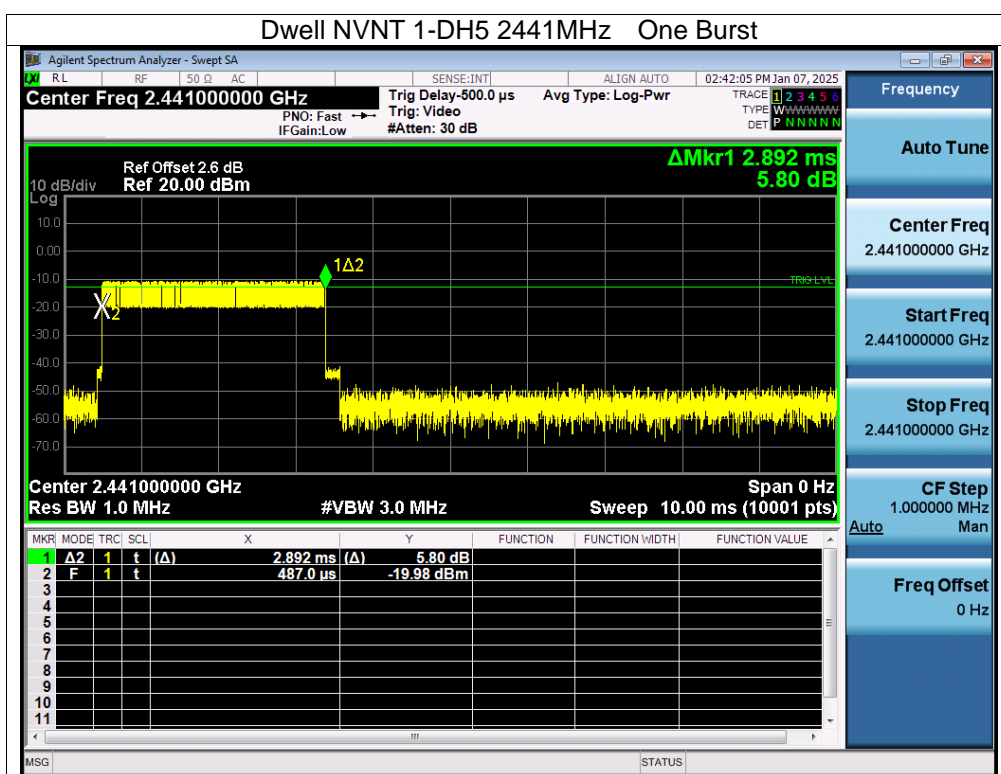 Dwell NVNT 1-DH5 2441MHz One Burst
Agilent Spectrum Analyzer - Swept SA
LXI RL RF 50 Ω AC SENSE:INT ALIGN AUTO 02:42:05 PM Jan 07, 2025
Center Freq 2.441000000 GHz Trig Delay-500.0 µs Avg Type: Log-Pwr TRACE 1 2 3 4 5 6
PNO: Fast Trig: Video TYPE WWWWWW
IFGain:Low #Atten: 30 dB DET P N N N N N
Frequency
Auto Tune
Center Freq
2.441000000 GHz
Start Freq
2.441000000 GHz
Stop Freq
2.441000000 GHz
CF Step
1.000000 MHz
Auto Man
Freq Offset
0 Hz
ΔMkr1 2.892 ms
5.80 dB
Ref Offset 2.6 dB
10 dB/div Ref 20.00 dBm
Log
10.0
0.00
-10.0
-20.0
-30.0
-40.0
-50.0
-60.0
-70.0
1Δ2
TRIG LVL
2
Center 2.441000000 GHz Span 0 Hz
Res BW 1.0 MHz #VBW 3.0 MHz Sweep 10.00 ms (10001 pts)
MKR MODE TRC SCL X Y FUNCTION FUNCTION WIDTH FUNCTION VALUE
1 Δ2 1 t (Δ) 2.892 ms (Δ) 5.80 dB
2 F 1 t 487.0 µs -19.98 dBm
3
4
5
6
7
8
9
10
11
MSG STATUS